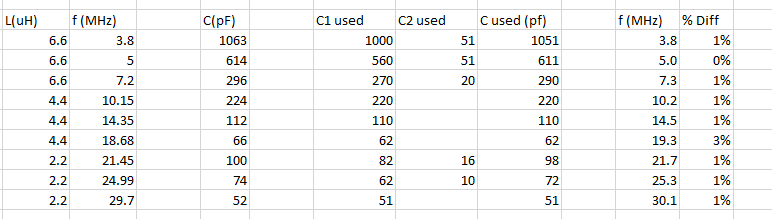 L(uH) f (MHz) C(pF) C1 used C2 used C used (pf) f (MHz) % Diff
6.6 3.8 1063 1000 51 1051 3.8 1%
6.6 5 614 560 51 611 5.0 0%
6.6 7.2 296 270 20 290 7.3 1%
4.4 10.15 224 220 220 10.2 1%
4.4 14.35 112 110 110 14.5 1%
4.4 18.68 66 62 62 19.3 3%
2.2 21.45 100 82 16 98 21.7 1%
2.2 24.99 74 62 10 72 25.3 1%
2.2 29.7 52 51 51 30.1 1%